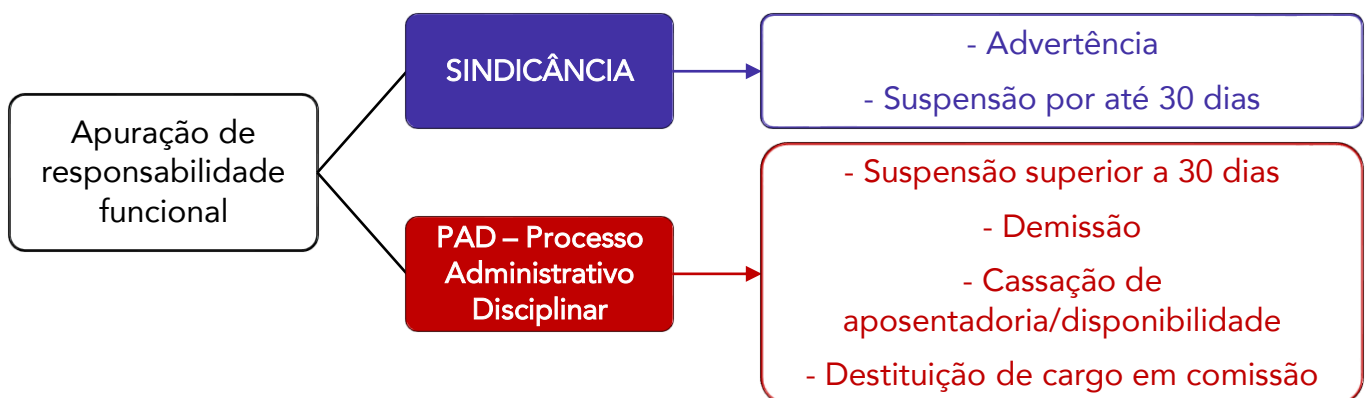 Apuração de
responsabilidade
funcional
SINDICÂNCIA
- Advertência
- Suspensão por até 30 dias
PAD – Processo
Administrativo
Disciplinar
- Suspensão superior a 30 dias
- Demissão
- Cassação de
aposentadoria/disponibilidade
- Destituição de cargo em comissão